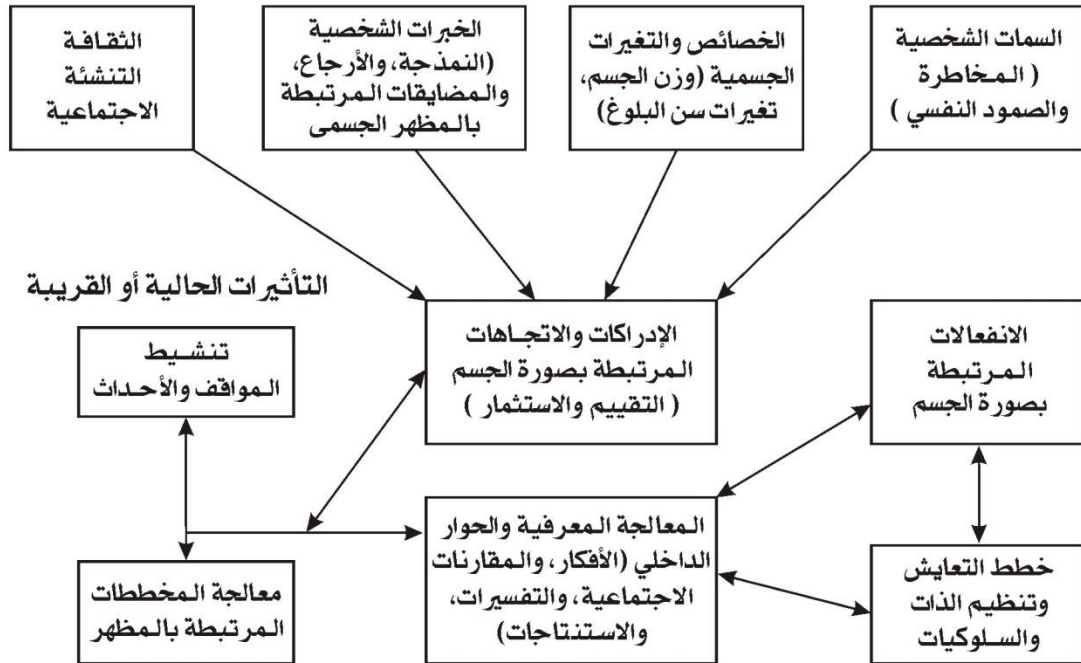 السمات الشخصية
( المخاطرة
والصمود النفسي )
الخصائص والتغيرات
الجسمية (وزن الجسم،
تغيرات سن البلوغ)
الخبرات الشخصية
(النمذجة، والأرجاع،
والمضايقات المرتبطة
بالمظهر الجسمى
الثقافة
التنشئة
الاجتماعية
التأثيرات الحالية أو القريبة
الانفعالات
المرتبطة
بصورة الجسم
الإدراكات والاتجاهات
المرتبطة بصورة الجسم
( التقييم والاستثمار )
تنشيط
المواقف والأحداث
خطط التعايش
وتنظيم الذات
والسلوكيات
المعالجة المعرفية والحوار
الداخلي (الأفكار، والمقارنات
الاجتماعية، والتفسيرات،
والاستنتاجات)
معالجة المخططات
المرتبطة بالمظهر